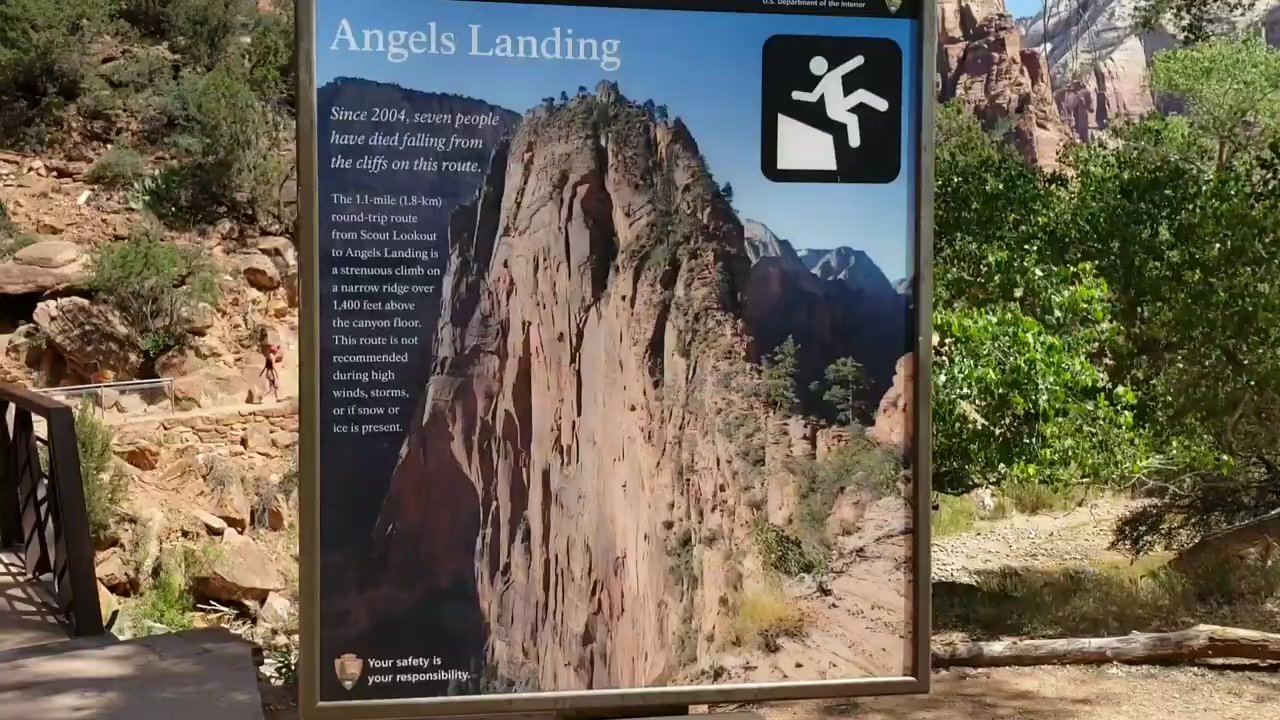 U.S. Department of the Interior
Angels Landing
Since 2004, seven people
have died falling from
the cliffs on this route.
The 1.1-mile (1.8-km)
round-trip route
from Scout Lookout
to Angels Landing is
a strenuous climb on
a narrow ridge over
1,400 feet above
the canyon floor.
This route is not
recommended
during high
winds, storms,
or if snow or
ice is present.
Your safety is
your responsibility.